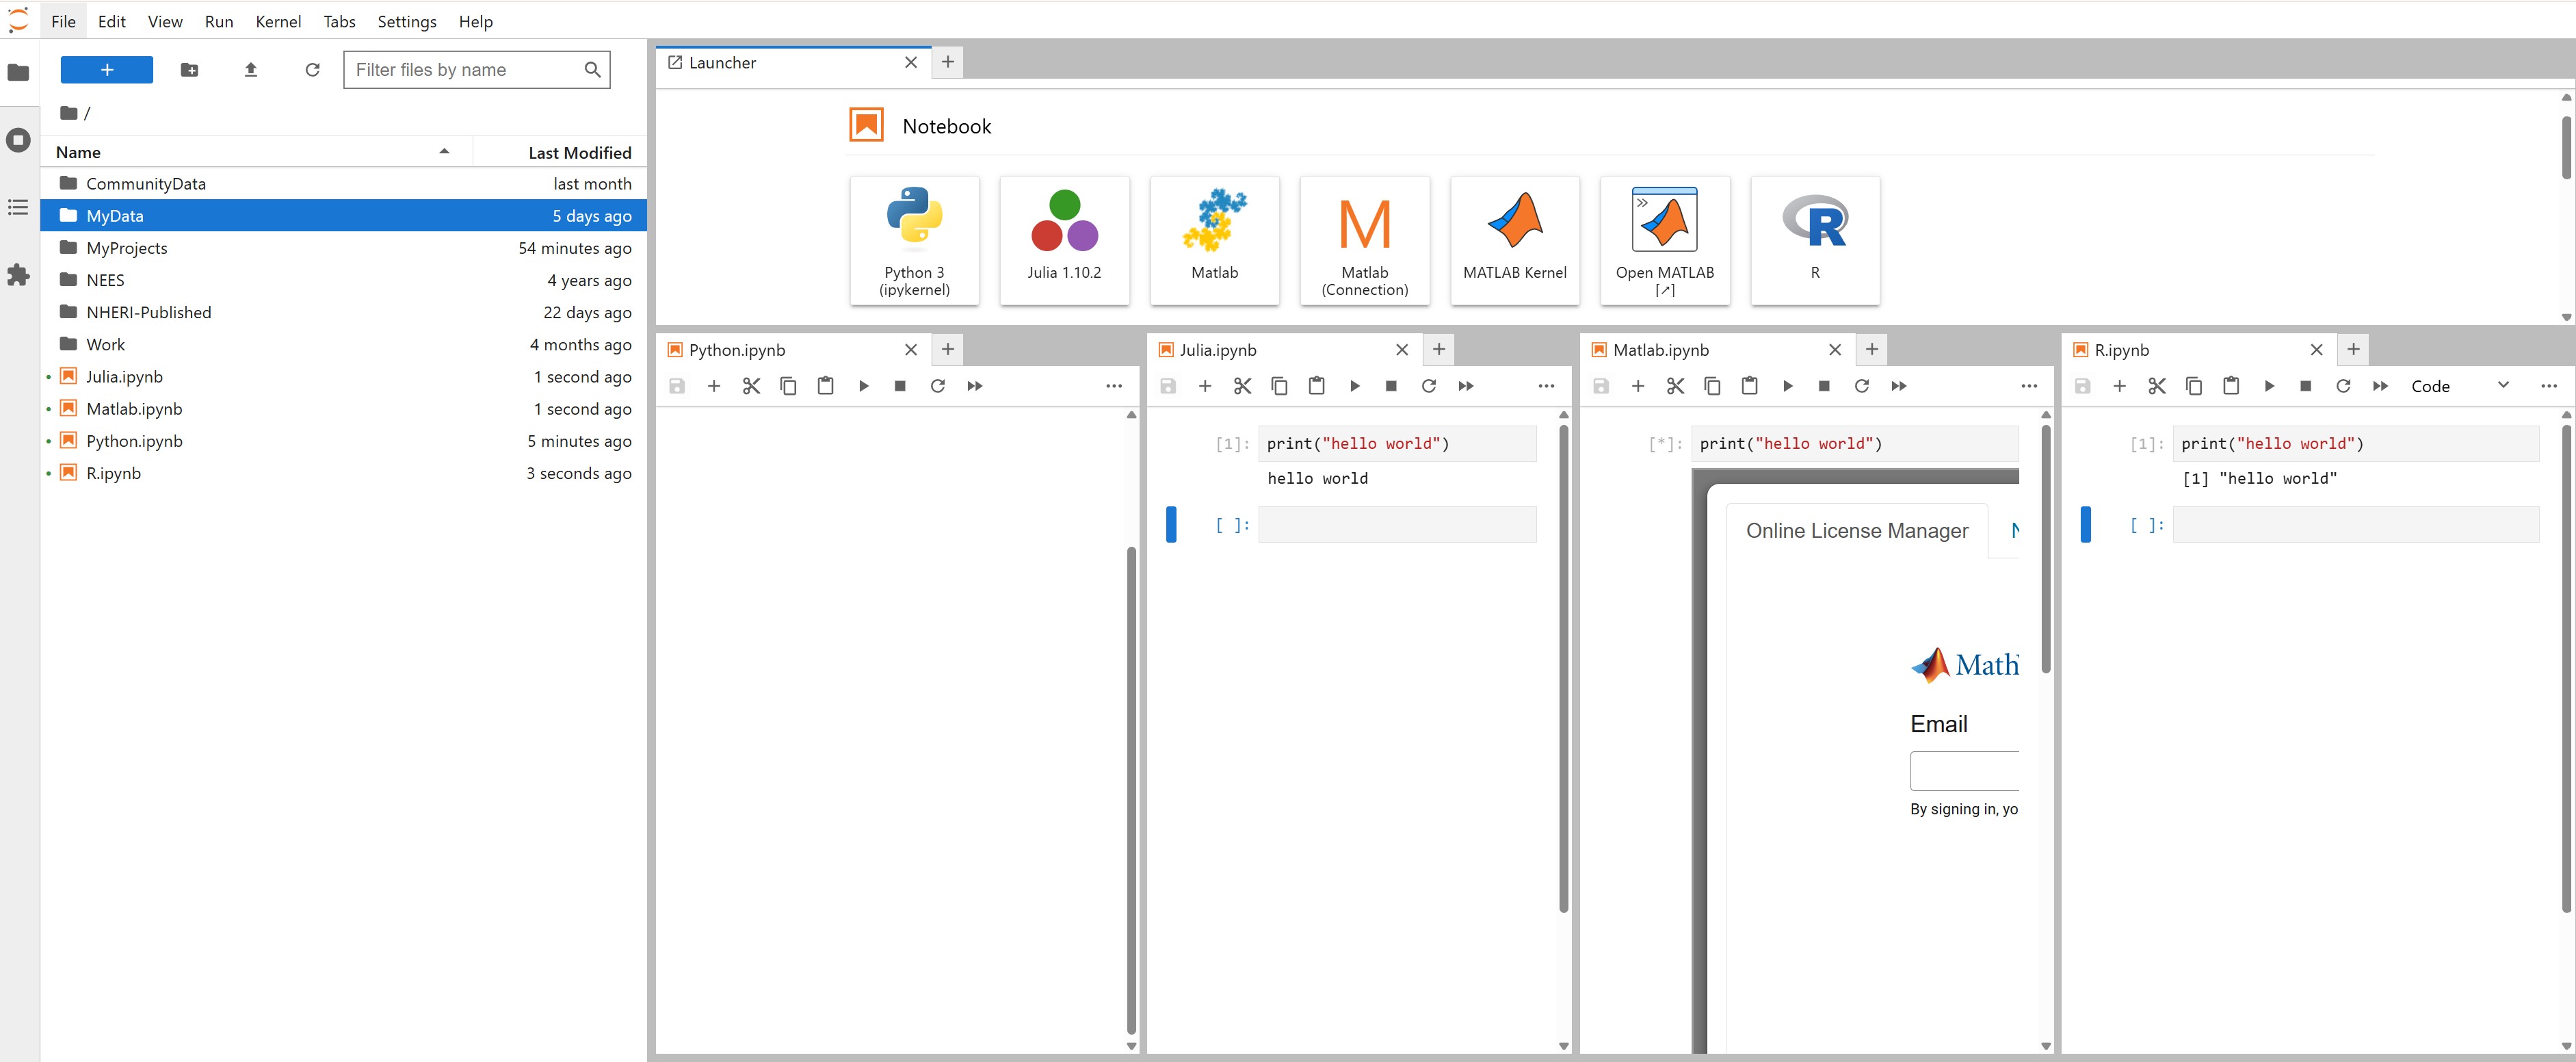 File Edit View Run Kernel Tabs Settings Help
Filter files by name
/
Name Last Modified
CommunityData last month
MyData 5 days ago
MyProjects 54 minutes ago
NEES 4 years ago
NHERI-Published 22 days ago
Work 4 months ago
Julia.ipynb 1 second ago
Matlab.ipynb 1 second ago
Python.ipynb 5 minutes ago
R.ipynb 3 seconds ago
Launcher
Notebook
Python 3
(ipykernel)
Julia 1.10.2
Matlab
M
Matlab
(Connection)
MATLAB Kernel
>>
Open MATLAB
[↗]
R
R
Python.ipynb
Julia.ipynb
[1]: print("hello world")
hello world
[ ]:
Matlab.ipynb
[*]: print("hello world")
Online License Manager
Math
Email
By signing in, yo
R.ipynb
Code
[1]: print("hello world")
[1] "hello world"
[ ]: